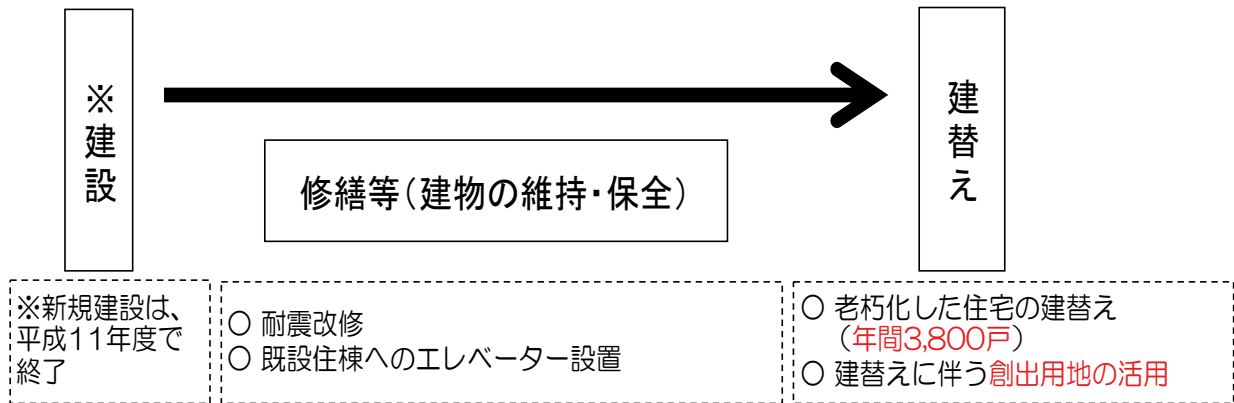 ※建設
修繕等(建物の維持・保全)
建替え
※新規建設は、
平成11年度で
終了
○ 耐震改修
○ 既設住棟へのエレベーター設置
○ 老朽化した住宅の建替え
(年間3,800戸)
○ 建替えに伴う創出用地の活用